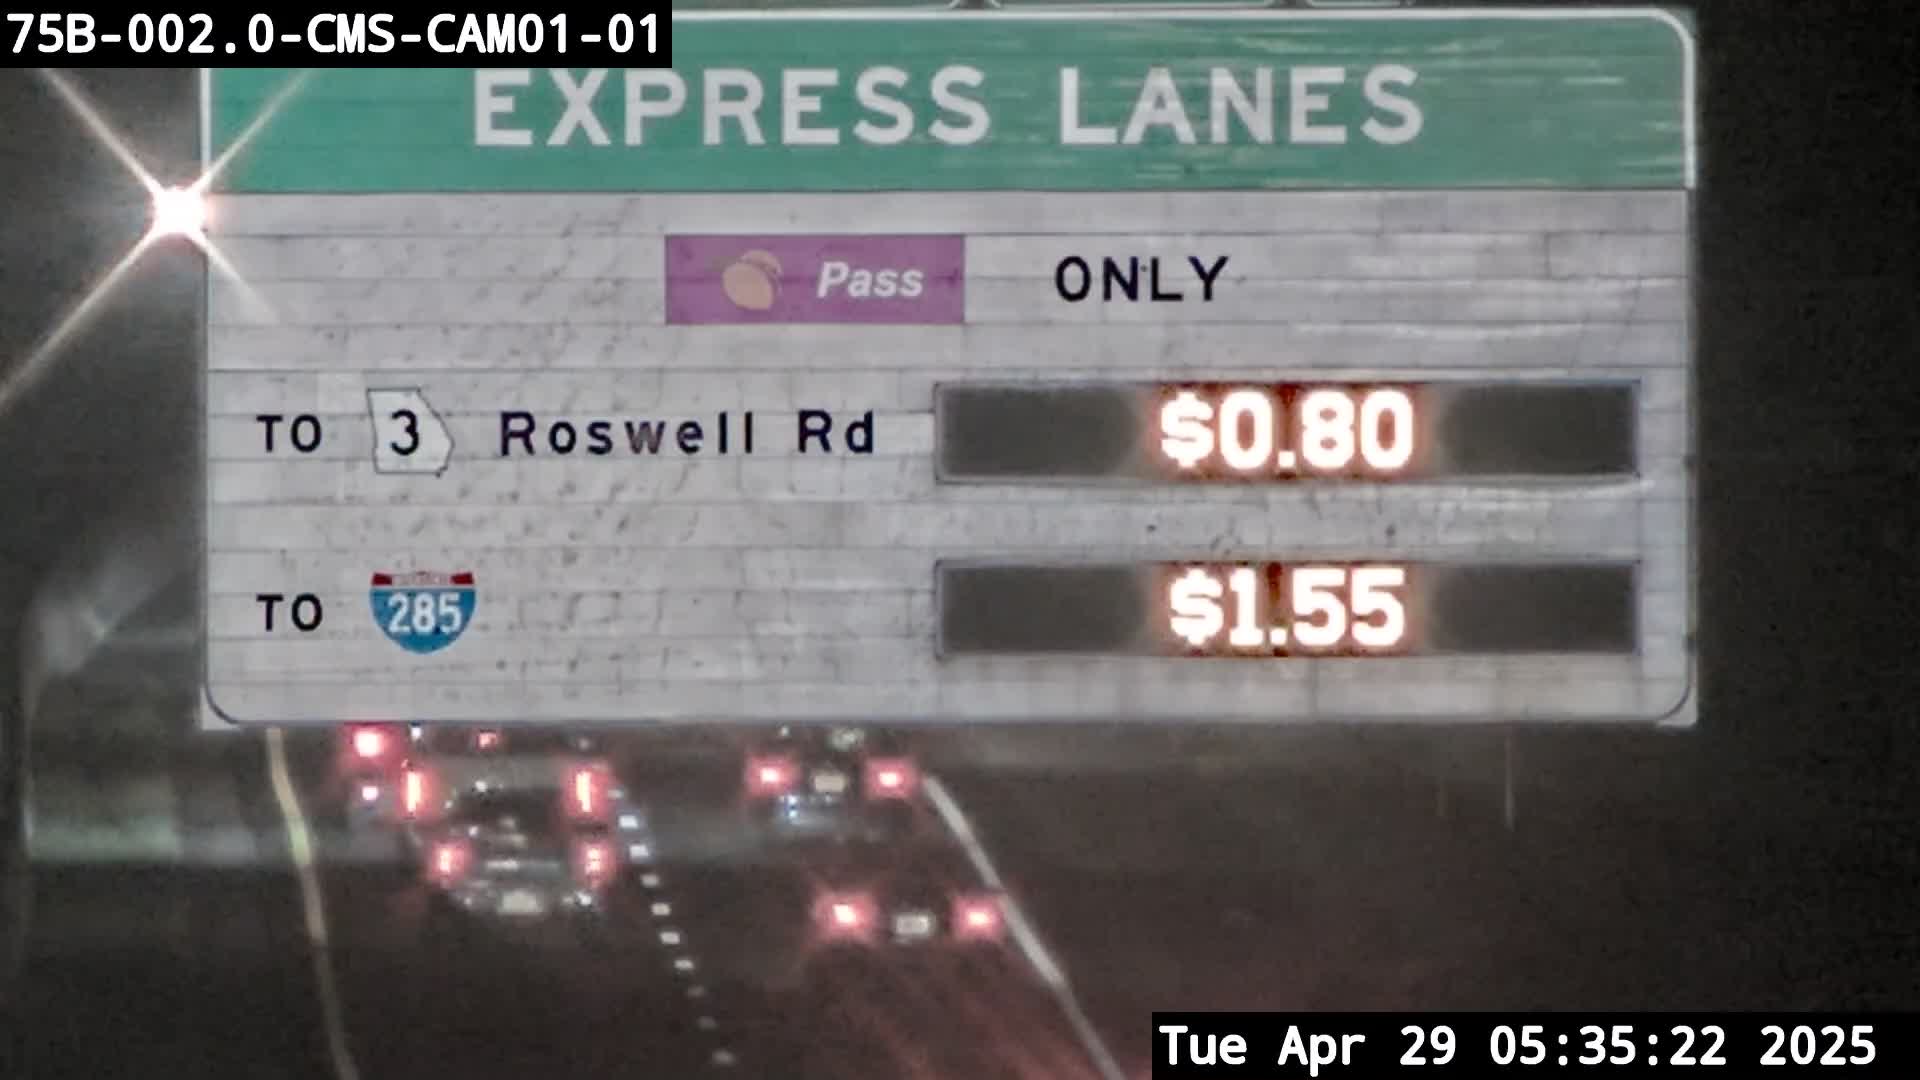 75B-002.0-CMS-CAM01-01
EXPRESS LANES
Pass ONLY
TO 3 Roswell Rd $0.80
TO 285 $1.55
Tue Apr 29 05:35:22 2025